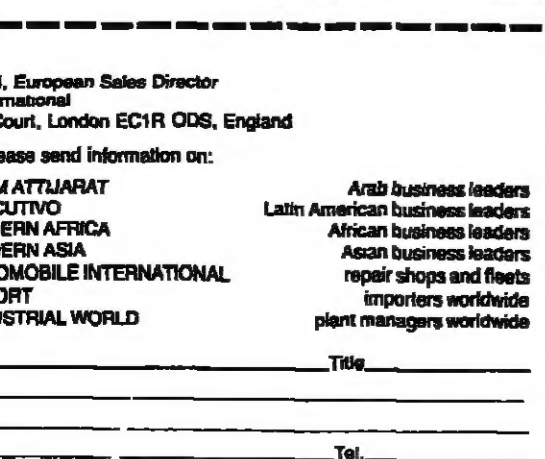 , European Sales Director
rnational
Court, London EC1R ODS, England
ease send information on:
M ATTIJARAT Arab business leaders
CUTIVO Latin American business leaders
ERN AFRICA African business leaders
ERN ASIA Asian business leaders
OMOBILE INTERNATIONAL repair shops and fleets
ORT importers worldwide
USTRIAL WORLD plant managers worldwide
Title
Tel.